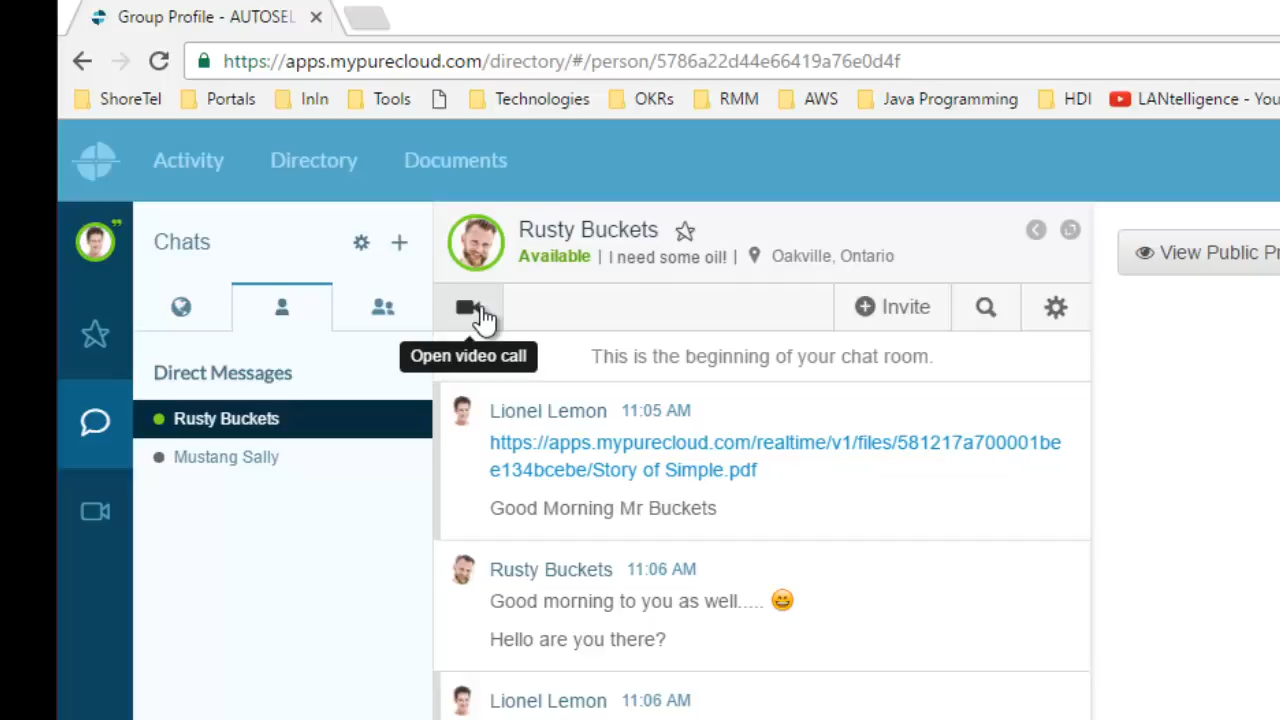 Group Profile - AUTOSEL
https://apps.mypurecloud.com/directory/#/person/5786a22d44e66419a76e0d4f
ShoreTel Portals InIn Tools Technologies OKRs RMM AWS Java Programming HDI LANtelligence - You
Activity Directory Documents
Chats
Rusty Buckets
Available | I need some oil! | Oakville, Ontario
View Public Pr
Invite
Open video call
This is the beginning of your chat room.
Direct Messages
Rusty Buckets
Mustang Sally
Lionel Lemon 11:05 AM
https://apps.mypurecloud.com/realtime/v1/files/581217a700001be
e134bcebe/Story of Simple.pdf
Good Morning Mr Buckets
Rusty Buckets 11:06 AM
Good morning to you as well..... 😄
Hello are you there?
Lionel Lemon 11:06 AM